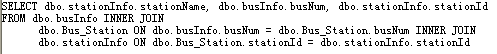 SELECT dbo.stationInfo.stationName, dbo.busInfo.busNum, dbo.stationInfo.stationId
FROM dbo.busInfo INNER JOIN
dbo.Bus_Station ON dbo.busInfo.busNum = dbo.Bus_Station.busNum INNER JOIN
dbo.stationInfo ON dbo.Bus_Station.stationId = dbo.stationInfo.stationId